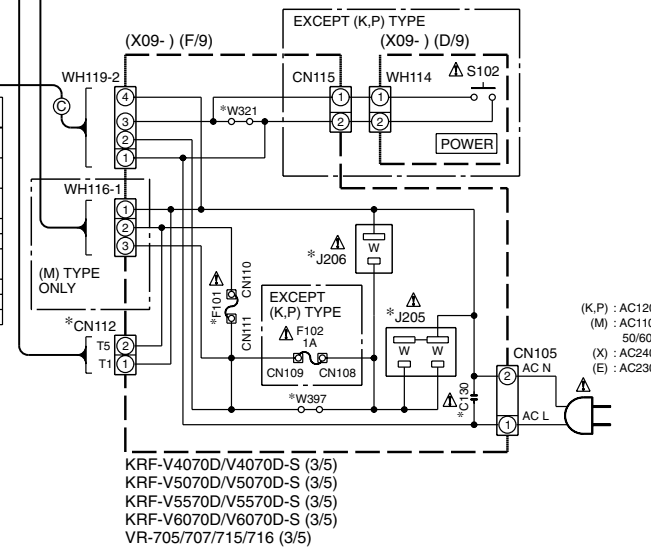 EXCEPT (K,P) TYPE
(X09- ) (F/9)
(X09- ) (D/9)
WH119-2
CN115
WH114
S102
C
4
3
2
1
*W321
1
2
1
2
POWER
WH116-1
1
2
3
(M) TYPE
ONLY
*J206
W
*F101
CN110
CN111
EXCEPT
(K,P) TYPE
F102
1A
CN109
CN108
*J205
W
W
*CN112
T5
2
T1
1
*W397
*C130
CN105
2
AC N
1
AC L
(K,P) : AC120
(M) : AC110
50/60
(X) : AC240
(E) : AC230
KRF-V4070D/V4070D-S (3/5)
KRF-V5070D/V5070D-S (3/5)
KRF-V5570D/V5570D-S (3/5)
KRF-V6070D/V6070D-S (3/5)
VR-705/707/715/716 (3/5)